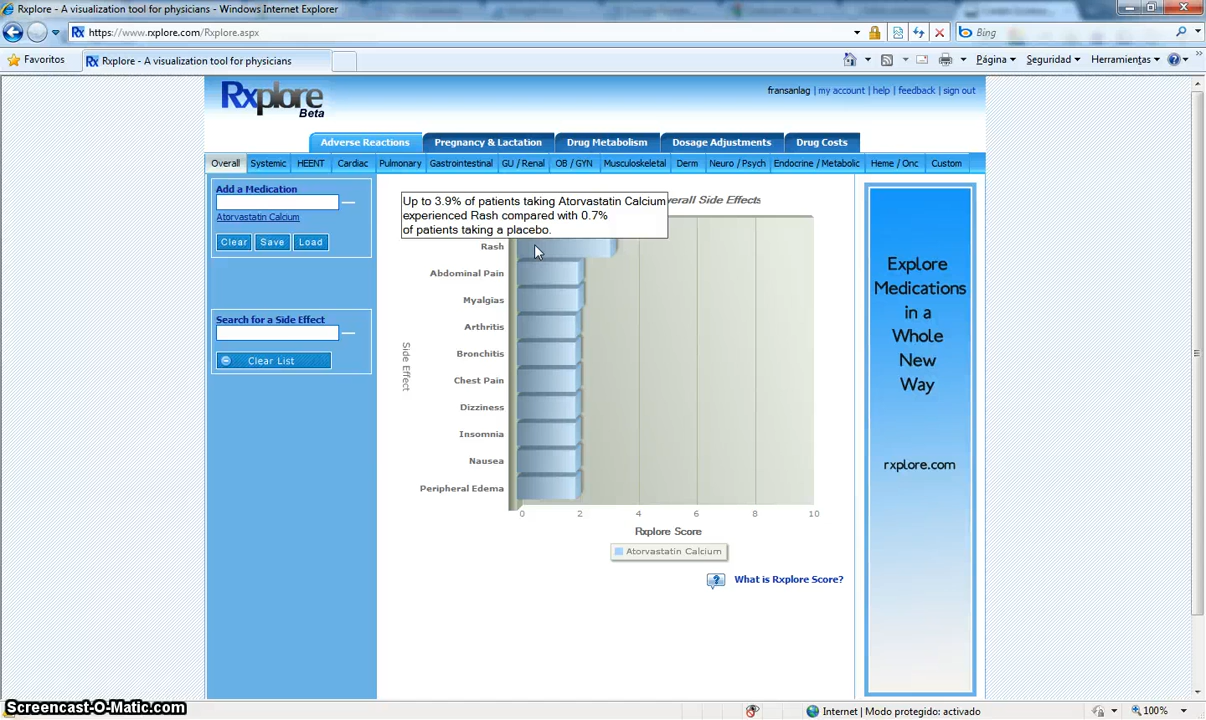 Rxplore - A visualization tool for physicians - Windows Internet Explorer
https://www.rxplore.com/Rxplore.aspx
Bing
Favoritos
Rxplore - A visualization tool for physicians
Página
Seguridad
Herramientas
Rxplore
Beta
fransanlag | my account | help | feedback | sign out
Adverse Reactions
Pregnancy & Lactation
Drug Metabolism
Dosage Adjustments
Drug Costs
Overall
Systemic
HEENT
Cardiac
Pulmonary
Gastrointestinal
GU / Renal
OB / GYN
Musculoskeletal
Derm
Neuro / Psych
Endocrine / Metabolic
Heme / Onc
Custom
Add a Medication
Atorvastatin Calcium
Clear
Save
Load
Search for a Side Effect
Clear List
verall Side Effects
Up to 3.9% of patients taking Atorvastatin Calcium
experienced Rash compared with 0.7%
of patients taking a placebo.
Side Effect
Rash
Abdominal Pain
Myalgias
Arthritis
Bronchitis
Chest Pain
Dizziness
Insomnia
Nausea
Peripheral Edema
0 2 4 6 8 10
Rxplore Score
Atorvastatin Calcium
? What is Rxplore Score?
Explore
Medications
in a
Whole
New
Way
rxplore.com
Screencast-O-Matic.com
Internet | Modo protegido: activado
100%